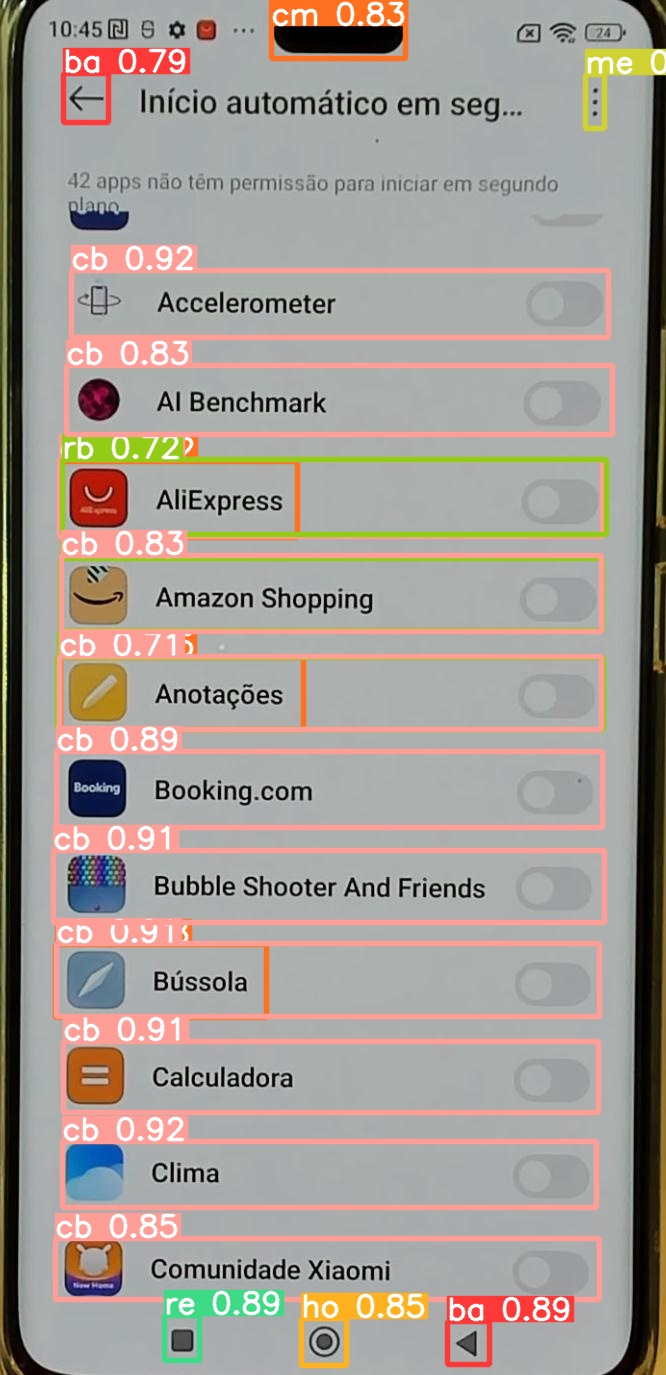 cm 0.83
10:45 ... 24
ba 0.79
me 0
Início automático em seg...
42 apps não têm permissão para iniciar em segundo
plano
cb 0.92
Accelerometer
cb 0.83
AI Benchmark
rb 0.72
AliExpress
AliExpress
cb 0.83
Amazon Shopping
cb 0.71
Anotações
cb 0.89
Booking
Booking.com
cb 0.91
Bubble Shooter And Friends
cb 0.91
Bússola
cb 0.91
Calculadora
cb 0.92
Clima
cb 0.85
New Home
Comunidade Xiaomi
re 0.89
ho 0.85
ba 0.89